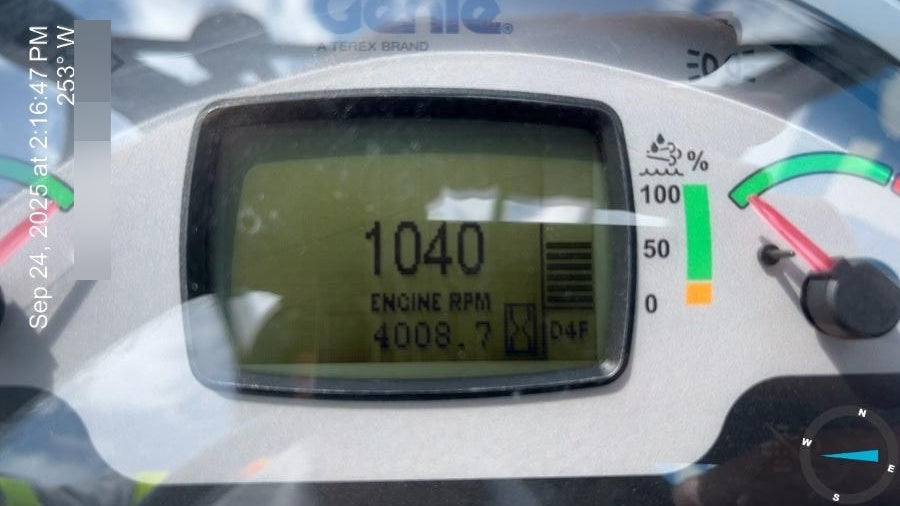 Genie®
A TEREX BRAND
Sep 24, 2025 at 2:16:47 PM
253° W
%
100
50
0
1040
ENGINE RPM
4008.7
D4F
N
W
E
S